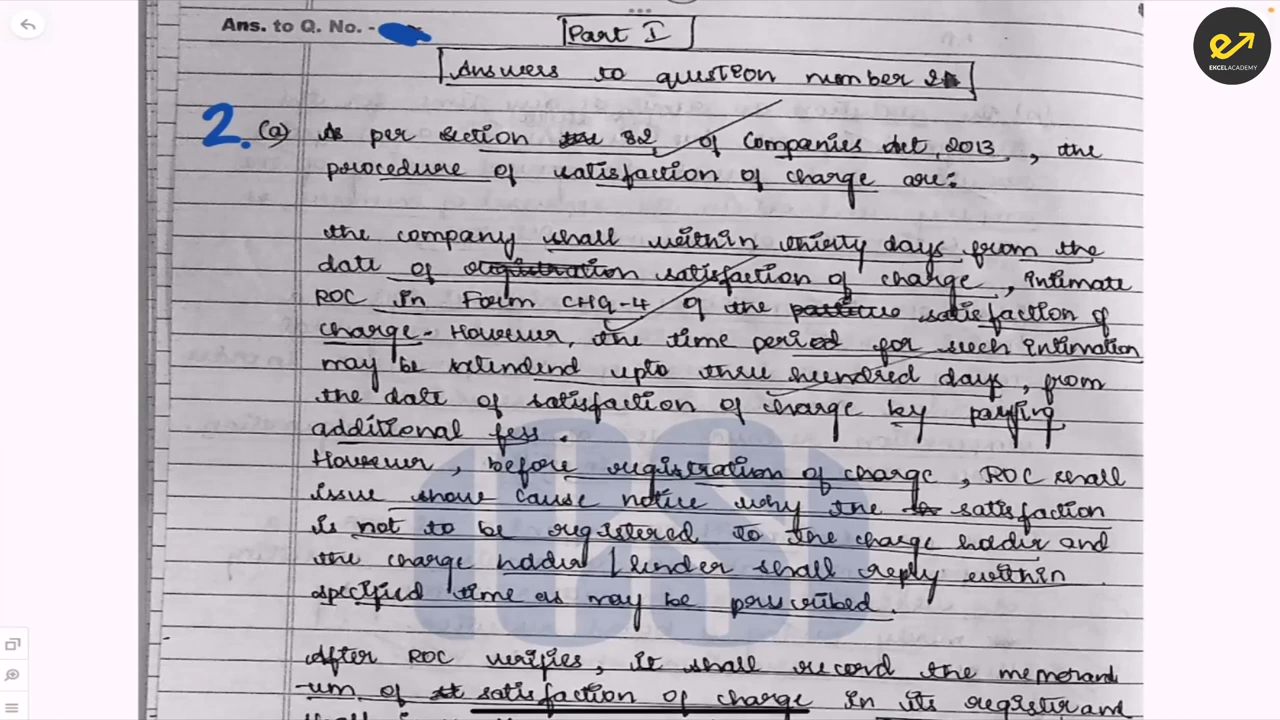 Ans. to Q. No. -
Part I
Answers to question number 2
EXCELACADEMY
2. (a) As per section 82 of Companies Act, 2013, the
procedure of satisfaction of charge are:
the company shall within thirty days from the
date of registration satisfaction of charge, intimate
ROC in Form CHG-4 of the satisfaction of
charge. However, the time period for such intimation
may be extendend upto three hundred days, from
the date of satisfaction of charge by paying
additional fess.
However, before registration of charge, ROC shall
issue show cause notice why the satisfaction
is not to be registered to the charge holder and
the charge holder/lender shall reply within
specified time as may be perscribed.
After ROC verifies, it shall record the memorand
-um of satisfaction of charge in its register and